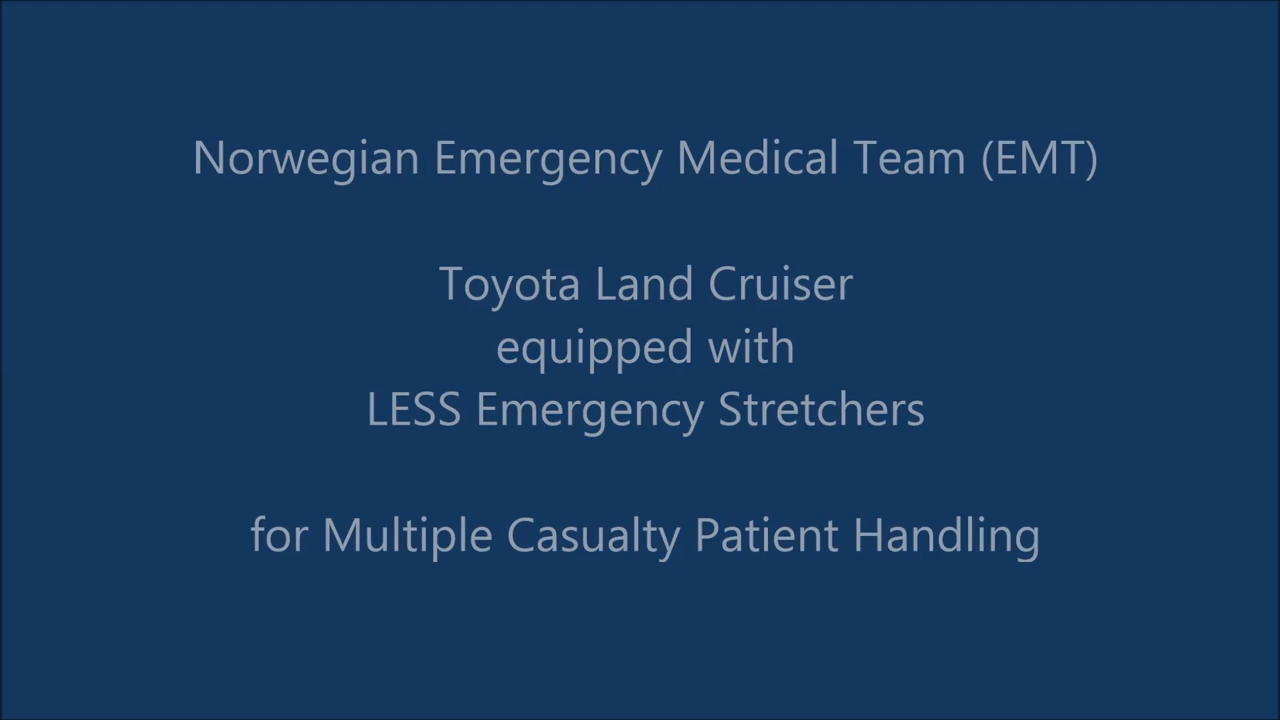 Norwegian Emergency Medical Team (EMT)
Toyota Land Cruiser
equipped with
LESS Emergency Stretchers
for Multiple Casualty Patient Handling